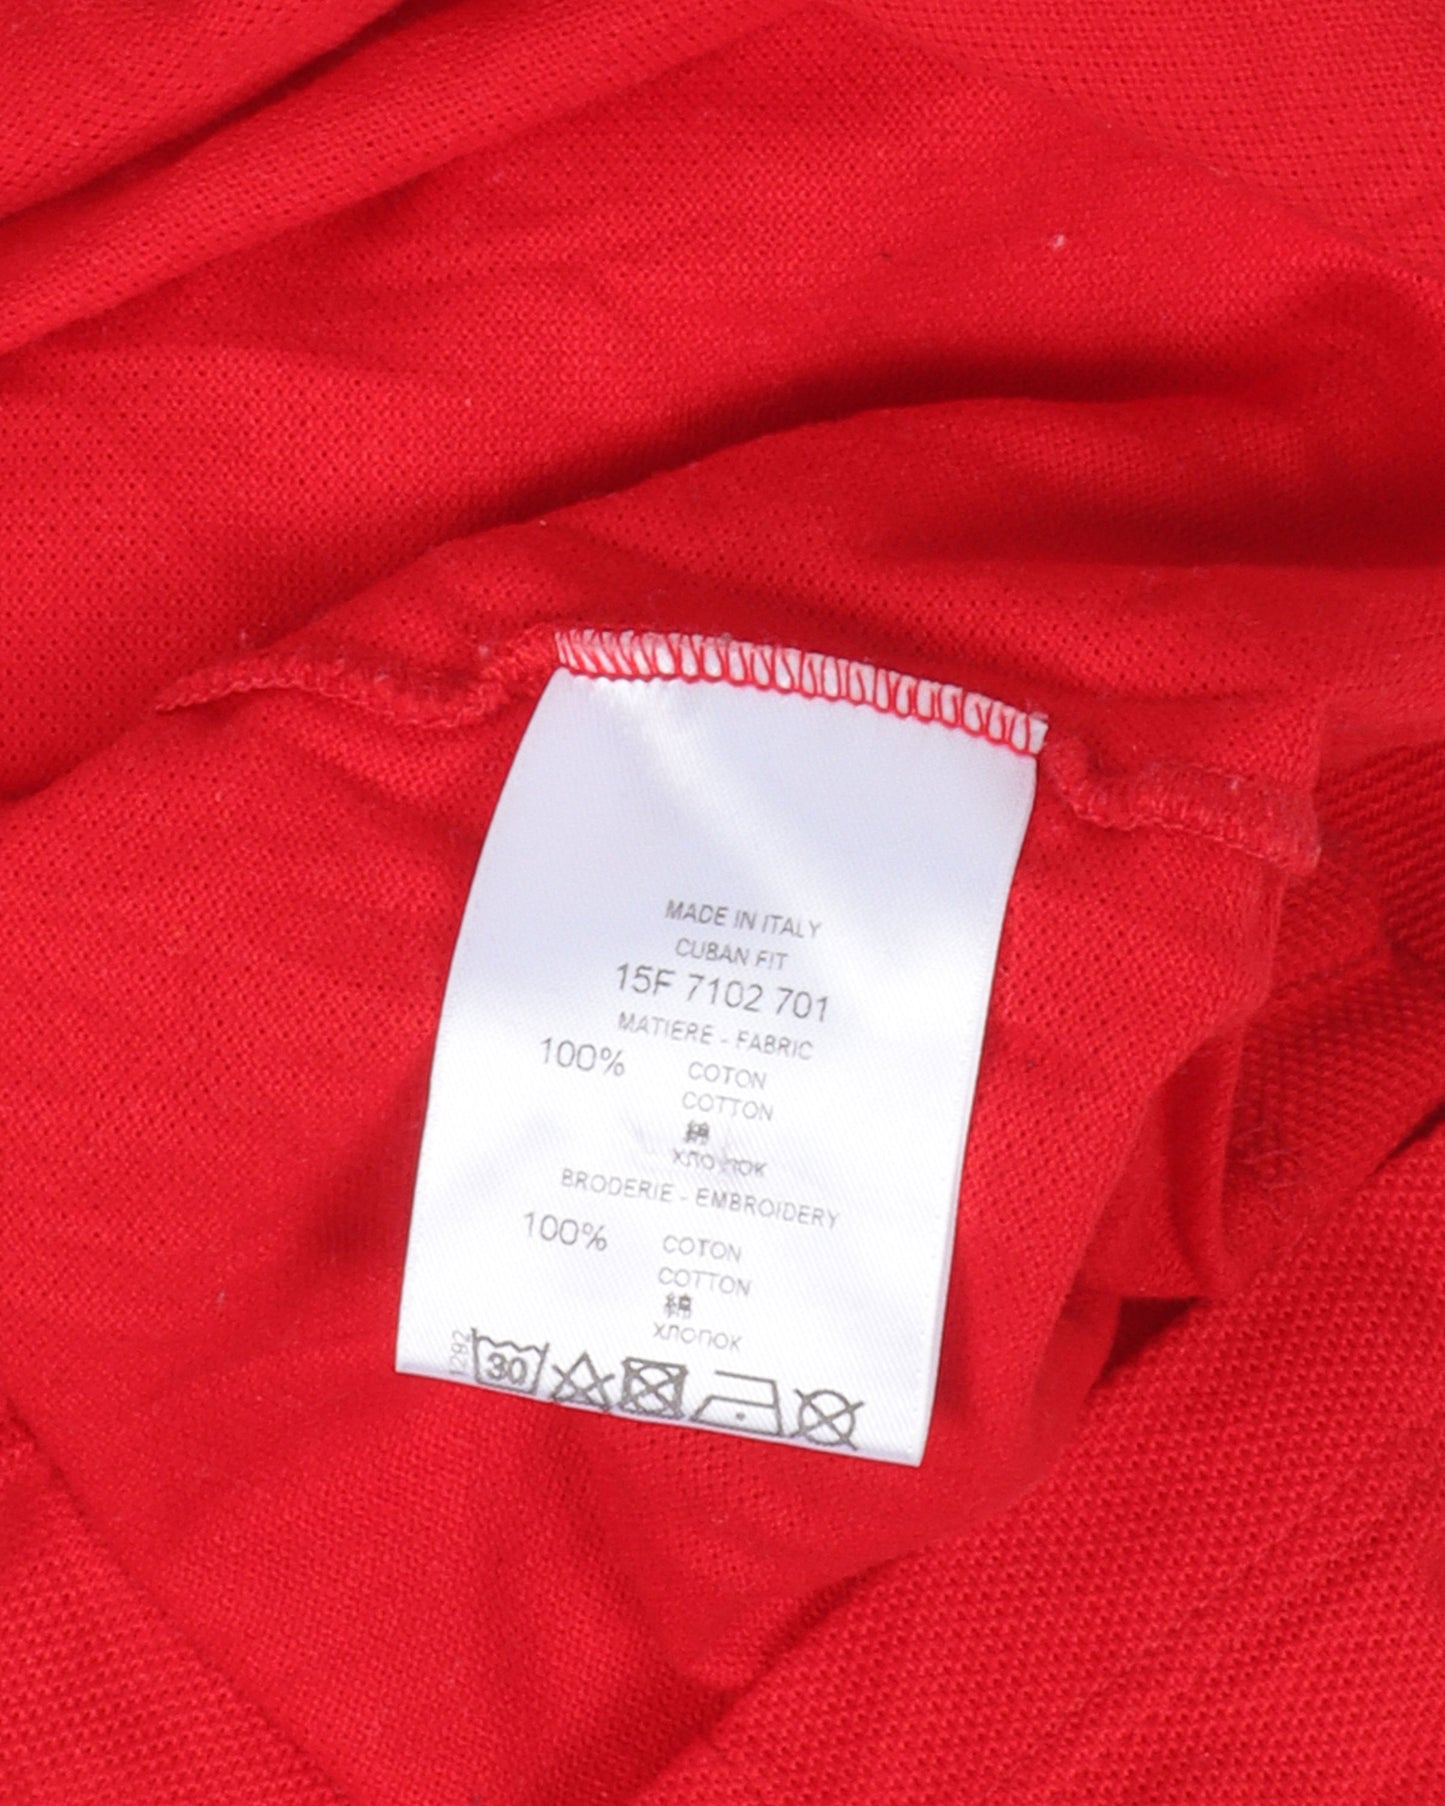 MADE IN ITALY
CUBAN FIT
15F 7102 701
MATIERE - FABRIC
100% COTON
COTTON
綿
ХЛОПОК
BRODERIE - EMBROIDERY
100% COTON
COTTON
綿
ХЛОПОК
1292
30